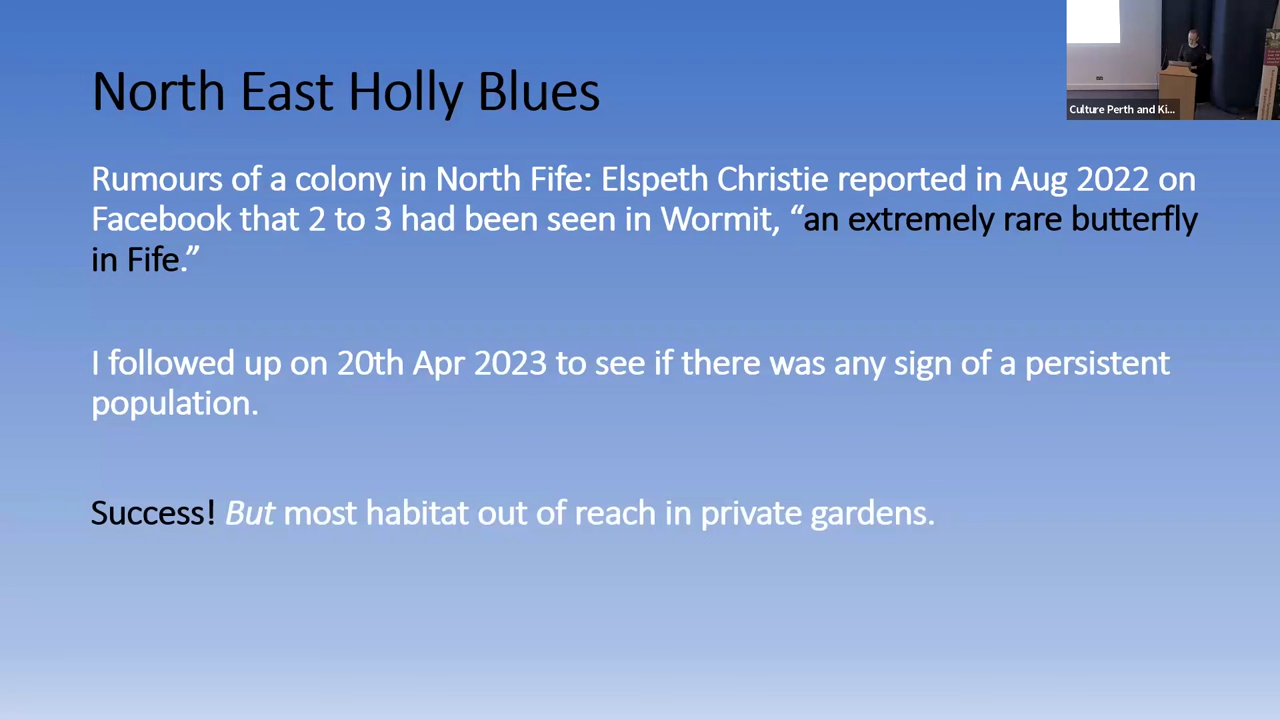 North East Holly Blues
Culture Perth and Ki...
Rumours of a colony in North Fife: Elspeth Christie reported in Aug 2022 on
Facebook that 2 to 3 had been seen in Wormit, “an extremely rare butterfly
in Fife.”
I followed up on 20th Apr 2023 to see if there was any sign of a persistent
population.
Success! But most habitat out of reach in private gardens.